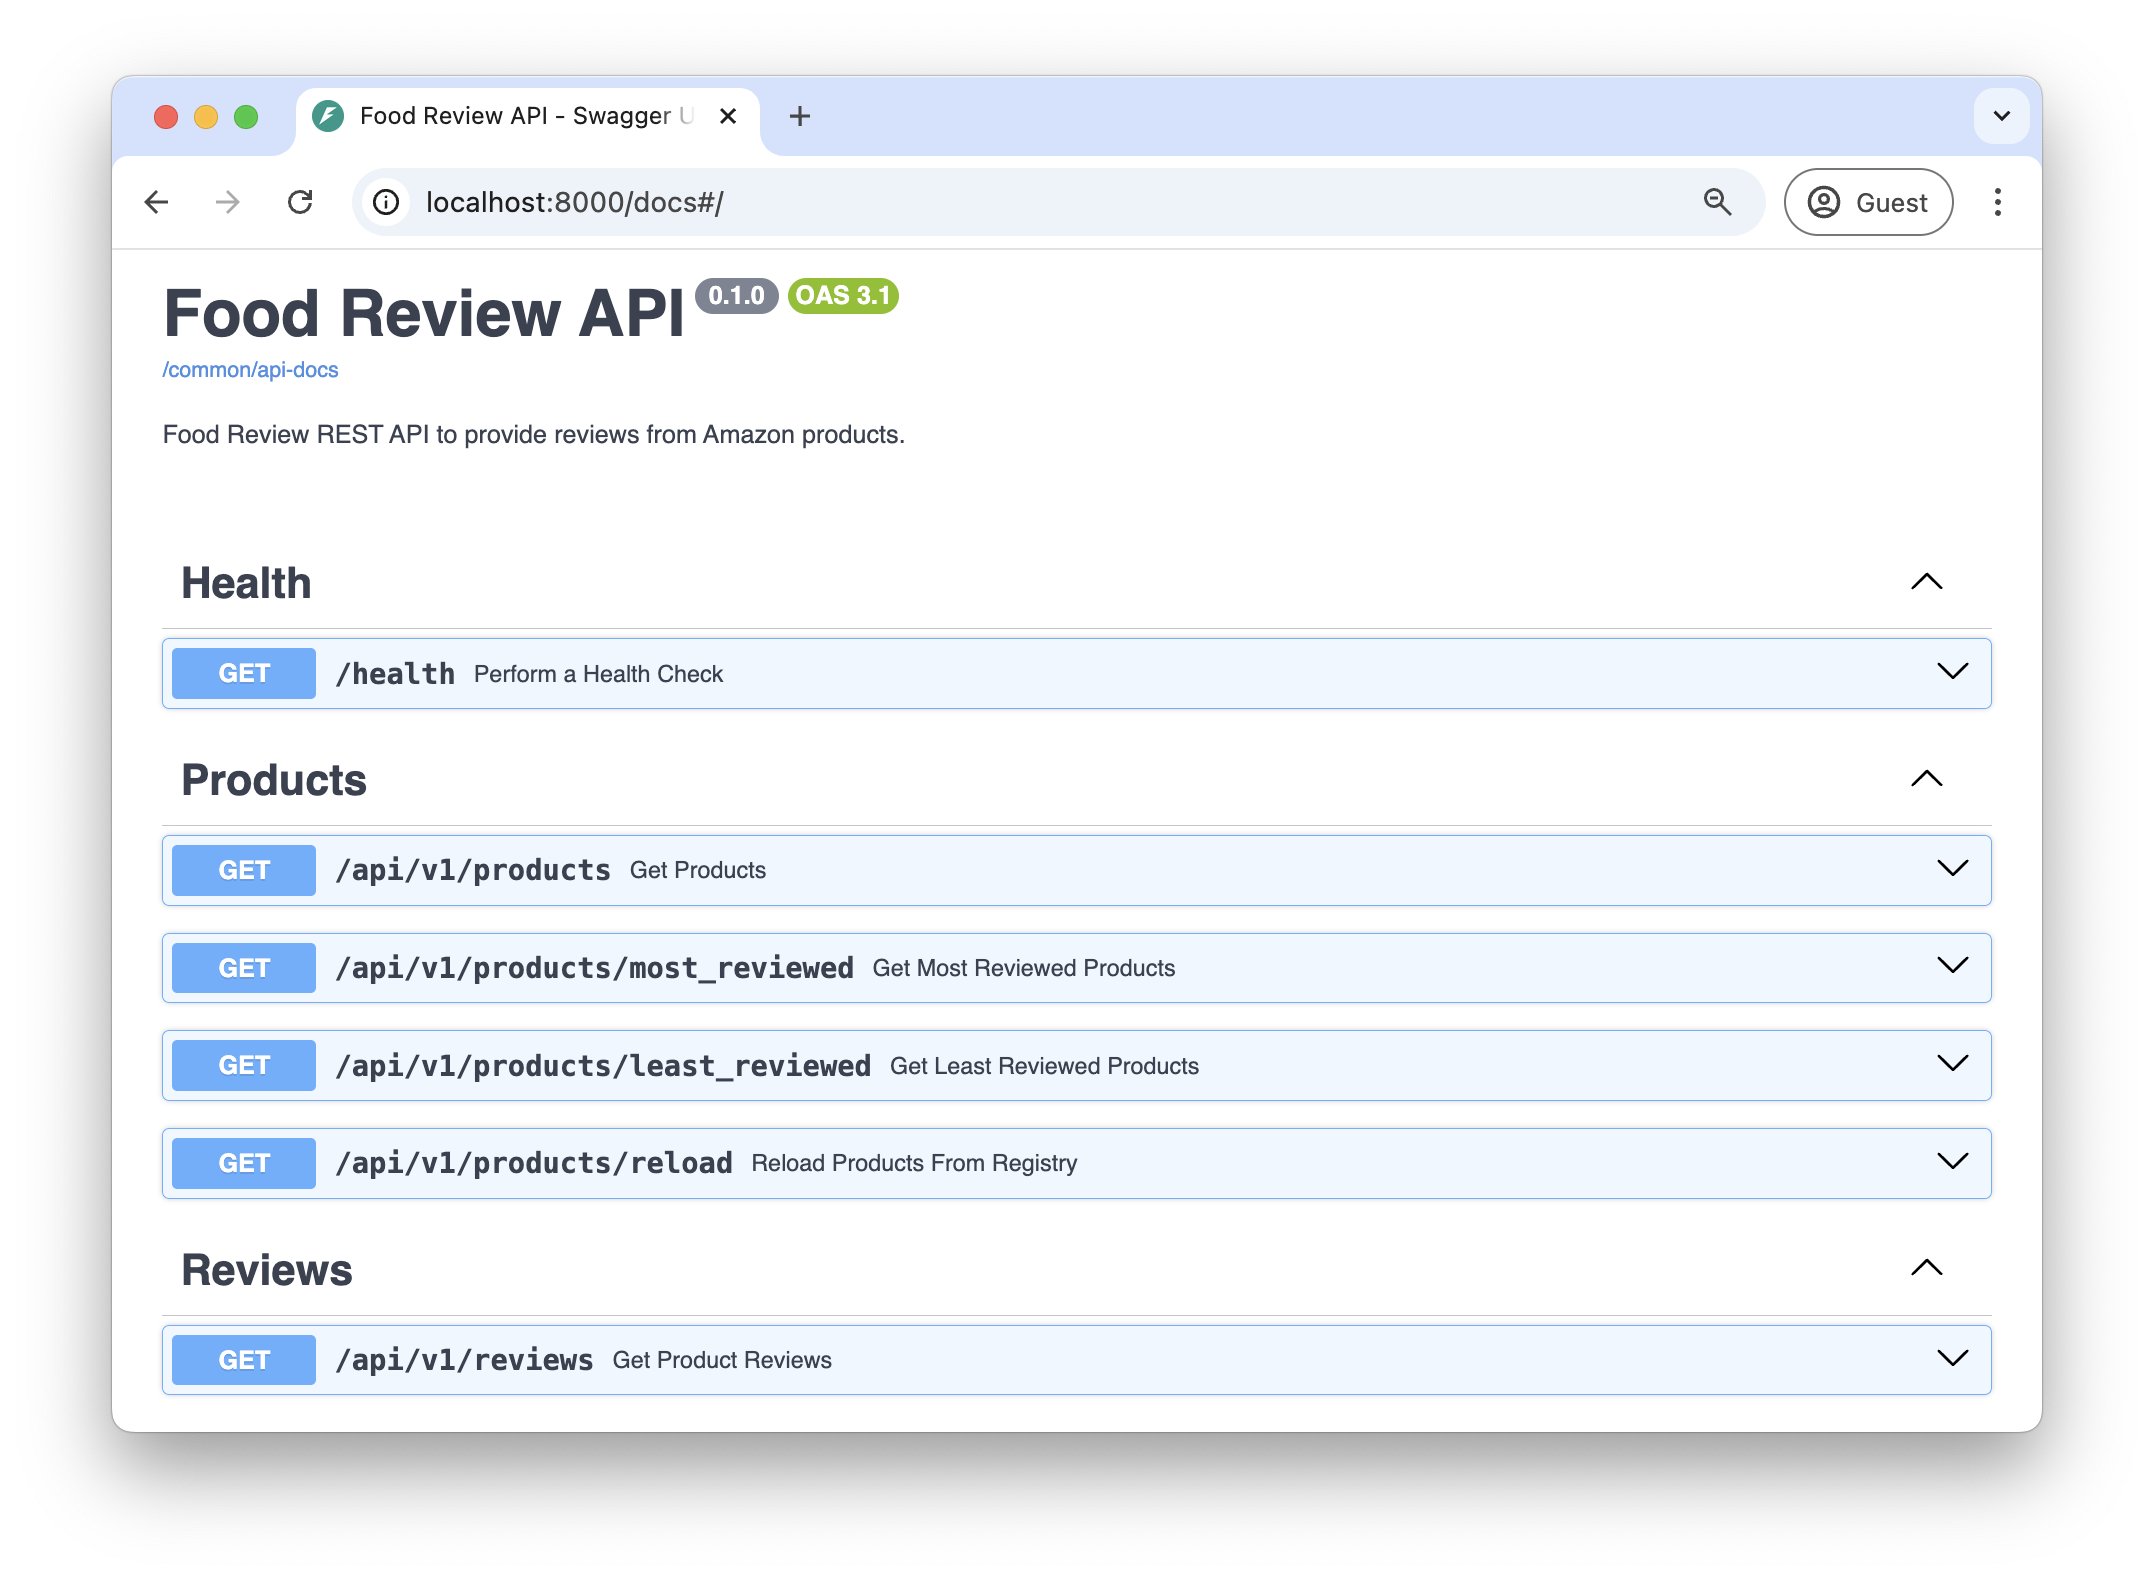 Food Review API - Swagger U
localhost:8000/docs#/
Guest
Food Review API 0.1.0 OAS 3.1
/common/api-docs
Food Review REST API to provide reviews from Amazon products.
Health
GET /health Perform a Health Check
Products
GET /api/v1/products Get Products
GET /api/v1/products/most_reviewed Get Most Reviewed Products
GET /api/v1/products/least_reviewed Get Least Reviewed Products
GET /api/v1/products/reload Reload Products From Registry
Reviews
GET /api/v1/reviews Get Product Reviews